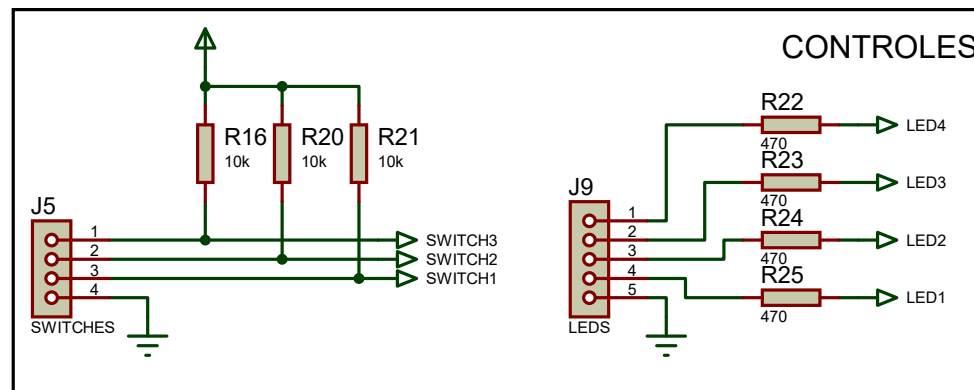 CONTROLES
R16
10k
R20
10k
R21
10k
J5
1
2
3
4
SWITCHES
SWITCH3
SWITCH2
SWITCH1
R22
470
LED4
R23
470
LED3
R24
470
LED2
R25
470
LED1
J9
1
2
3
4
5
LEDS